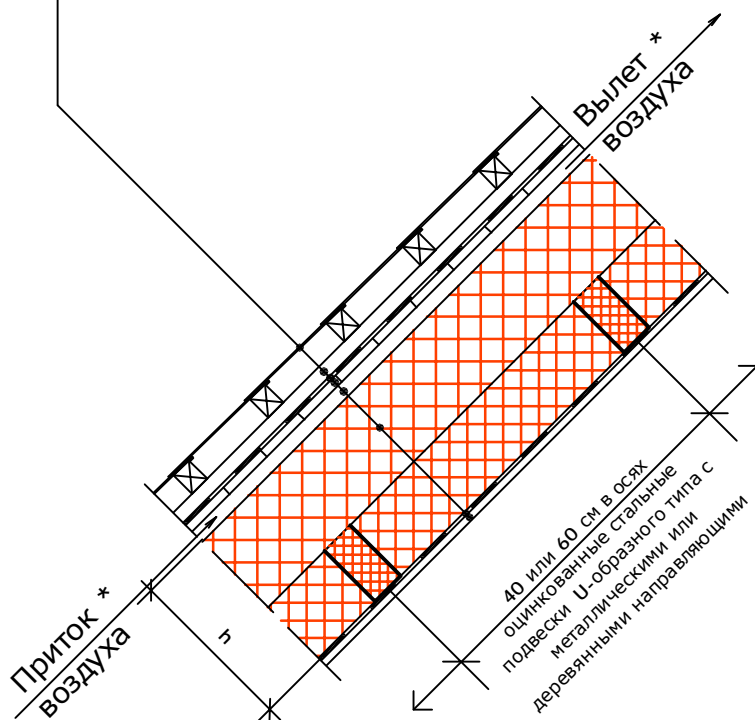 Вылет *
воздуха
Приток *
воздуха
h
40 или 60 см в осях
оцинкованные стальные
подвески U-образного типа с
металлическими или
деревянными направляющими